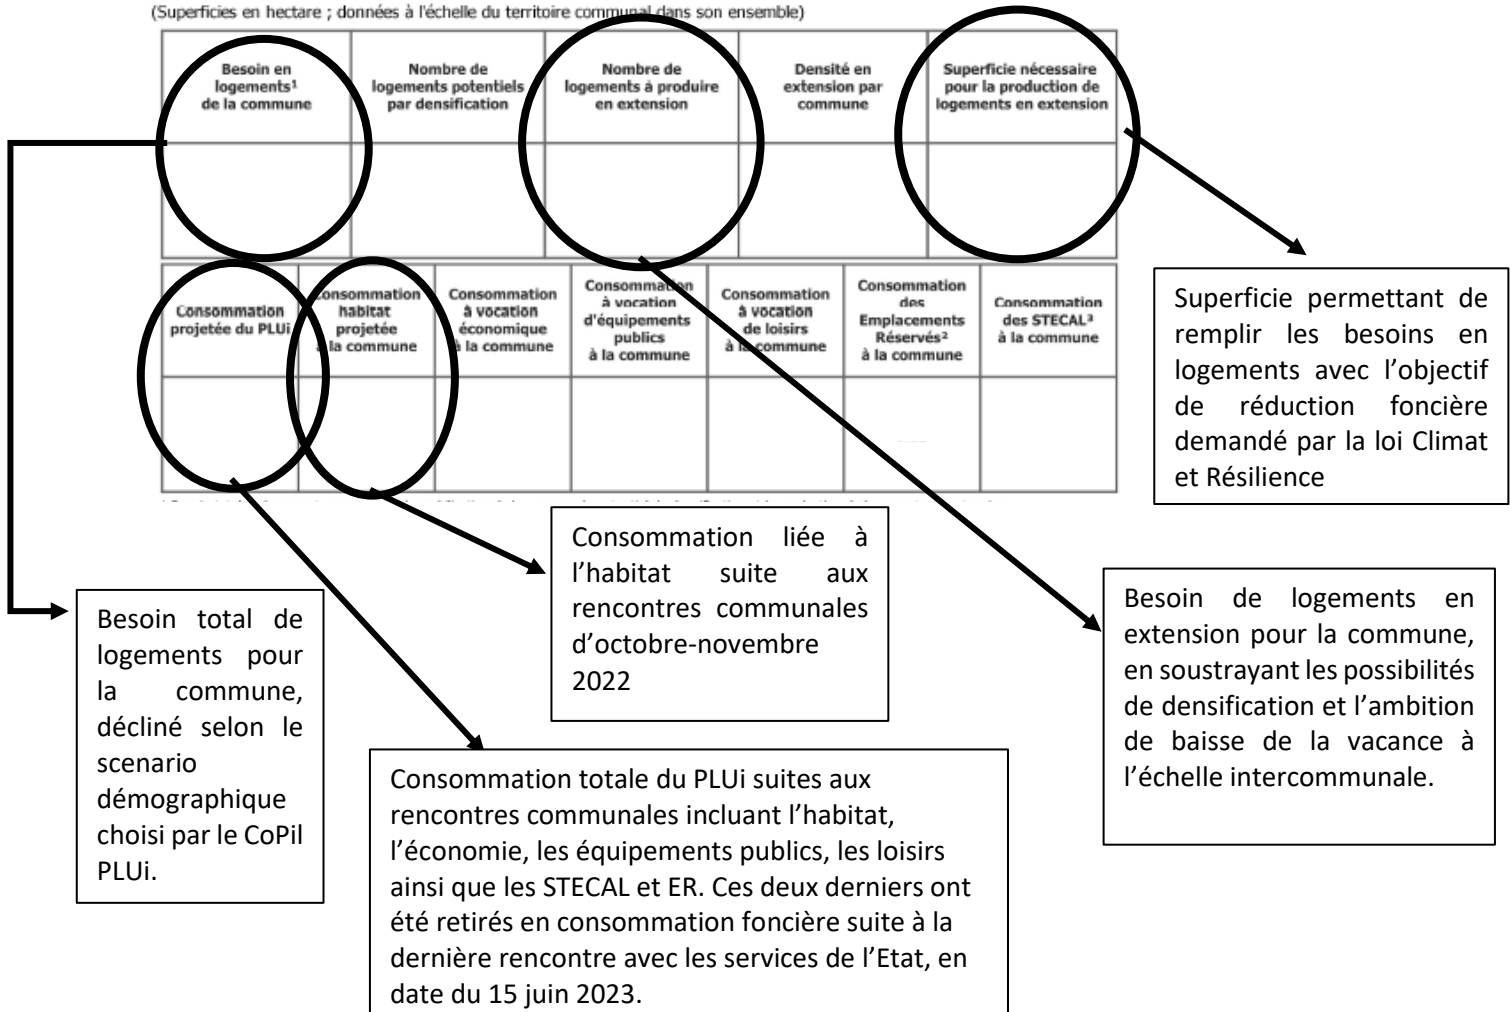 (Superficies en hectare ; données à l'échelle du territoire communal dans son ensemble)
Besoin en
logements¹
de la commune
Nombre de
logements potentiels
par densification
Nombre de
logements à produire
en extension
Densité en
extension par
commune
Superficie nécessaire
pour la production de
logements en extension
Consommation
projetée du PLUi
Consommation
habitat
projetée
à la commune
Consommation
à vocation
économique
à la commune
Consommation
à vocation
d'équipements
publics
à la commune
Consommation
à vocation
de loisirs
à la commune
Consommation
des
Emplacements
Réservés²
à la commune
Consommation
des STECAL³
à la commune
Superficie permettant de
remplir les besoins en
logements avec l’objectif
de réduction foncière
demandé par la loi Climat
et Résilience
Consommation liée à
l’habitat suite aux
rencontres communales
d’octobre-novembre
2022
Besoin de logements en
extension pour la commune,
en soustrayant les possibilités
de densification et l’ambition
de baisse de la vacance à
l’échelle intercommunale.
Besoin total de
logements pour
la commune,
décliné selon le
scenario
démographique
choisi par le CoPil
PLUi.
Consommation totale du PLUi suites aux
rencontres communales incluant l’habitat,
l’économie, les équipements publics, les loisirs
ainsi que les STECAL et ER. Ces deux derniers ont
été retirés en consommation foncière suite à la
dernière rencontre avec les services de l’Etat, en
date du 15 juin 2023.